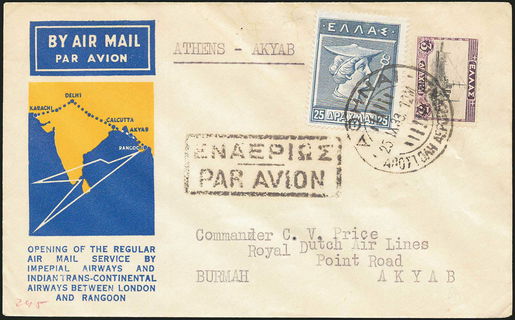 BY AIR MAIL
PAR AVION
ATHENS - AKYAB
ΕΛΛΑΣ
25 ΔΡΑΧΜΑΙ 25
ΕΛΛΑΣ
DELHI
KARACHI
CALCUTTA
AKYAB
RANGOON
ΕΝΑΕΡΙΩΣ
PAR AVION
Commander C. V. Price
Royal Dutch Air Lines
Point Road
BURMAH AKYAB
OPENING OF THE REGULAR
AIR MAIL SERVICE BY
IMPERIAL AIRWAYS AND
INDIAN TRANS-CONTINENTAL
AIRWAYS BETWEEN LONDON
AND RANGOON